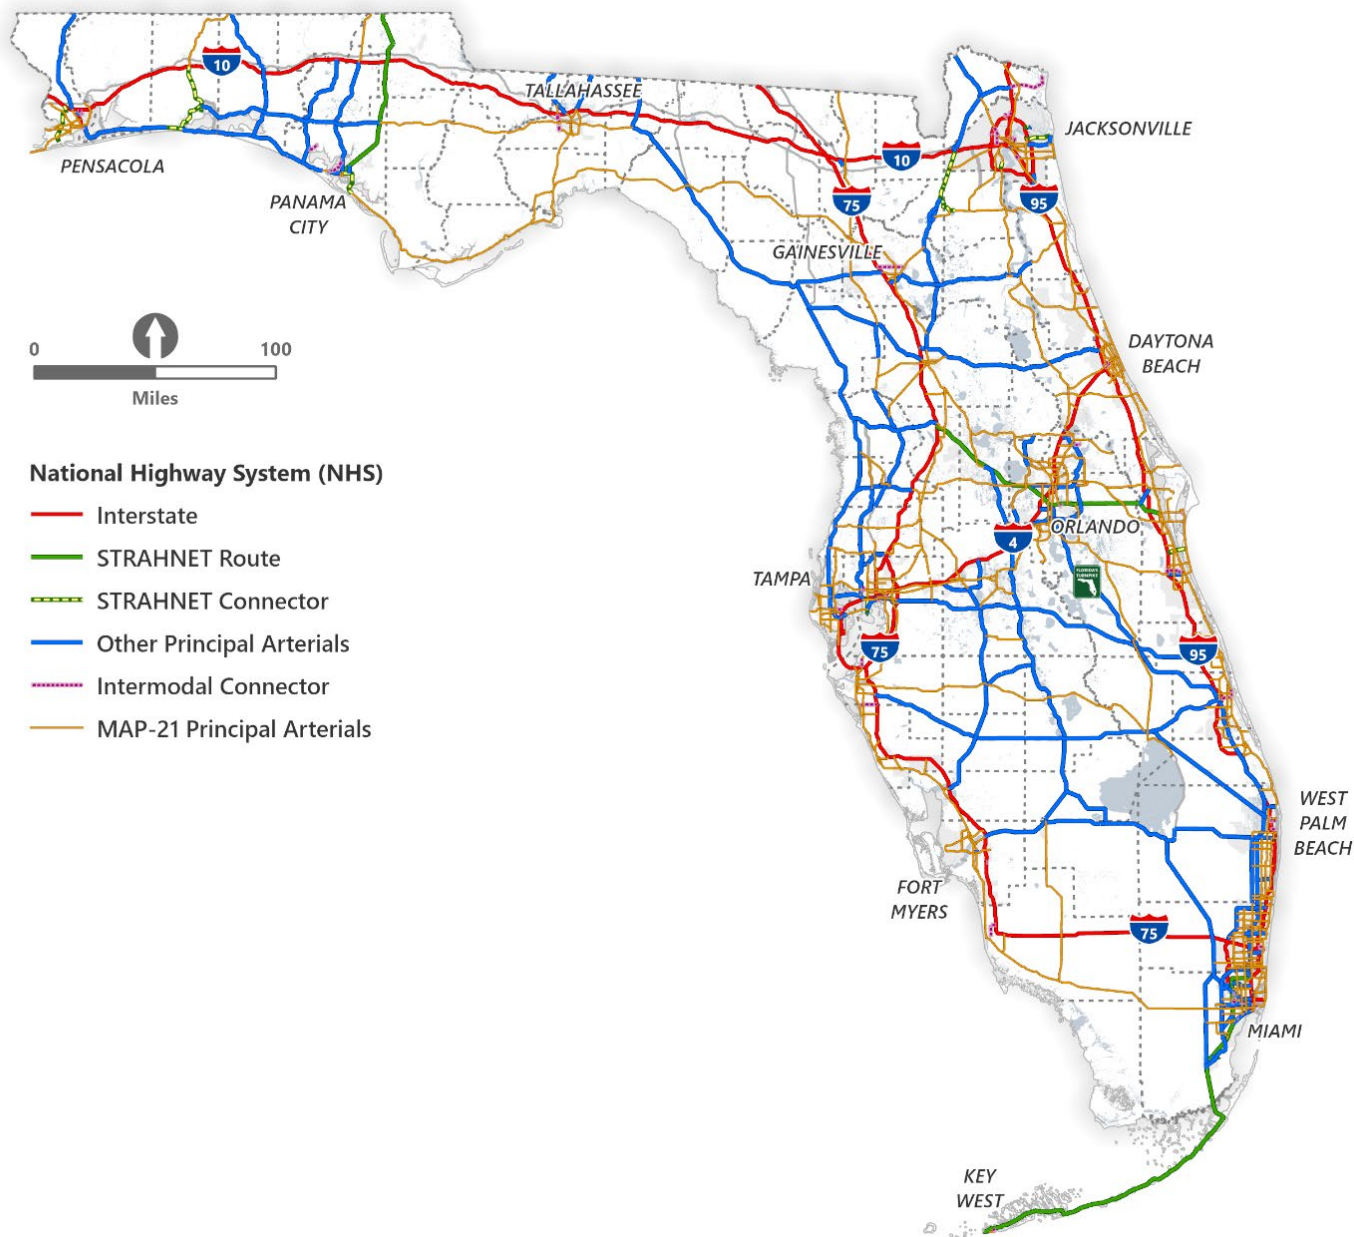 10
TALLAHASSEE
JACKSONVILLE
PENSACOLA
10
PANAMA
CITY
75
95
GAINESVILLE
0 100
Miles
DAYTONA
BEACH
National Highway System (NHS)
Interstate
STRAHNET Route
STRAHNET Connector
Other Principal Arterials
Intermodal Connector
MAP-21 Principal Arterials
ORLANDO
4
TAMPA
FLORIDA'S
TURNPIKE
75
95
WEST
PALM
BEACH
FORT
MYERS
75
MIAMI
KEY
WEST